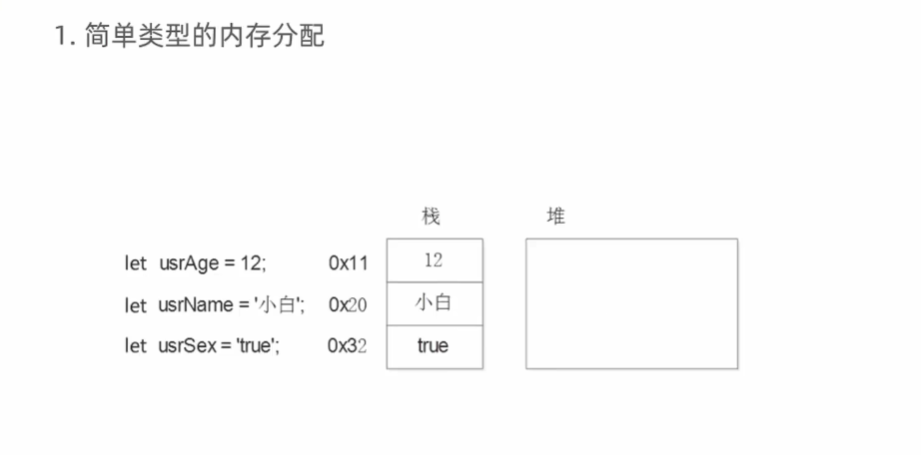 1. 简单类型的内存分配
栈 堆
let usrAge = 12; 0x11 12
let usrName = '小白'; 0x20 小白
let usrSex = 'true'; 0x32 true